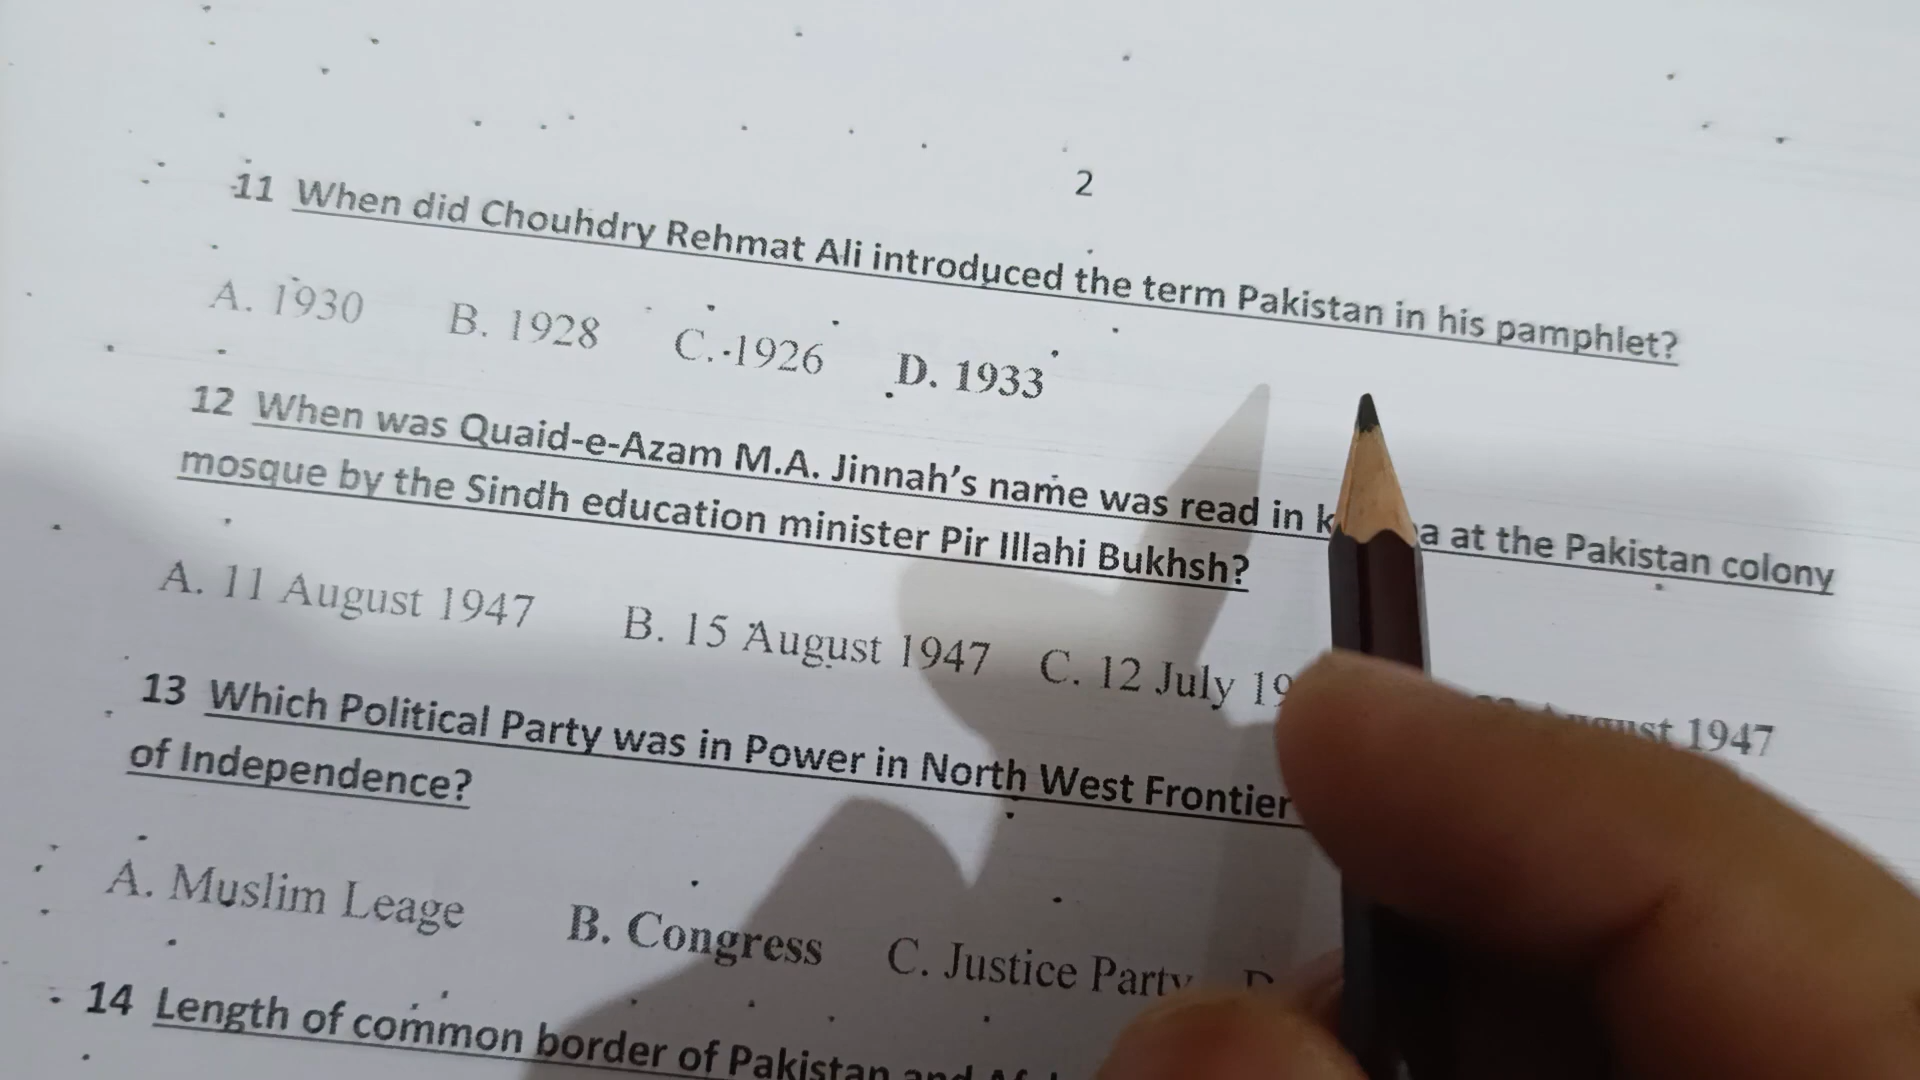 2
11 When did Chouhdry Rehmat Ali introduced the term Pakistan in his pamphlet?
A. 1930 B. 1928 C. 1926 D. 1933
12 When was Quaid-e-Azam M.A. Jinnah's name was read in at the Pakistan colony
mosque by the Sindh education minister Pir Illahi Bukhsh?
A. 11 August 1947 B. 15 August 1947 C. 12 July August 1947
13 Which Political Party was in Power in North West Frontier
of Independence?
A. Muslim Leage B. Congress C. Justice Party
14 Length of common border of Pakistan and